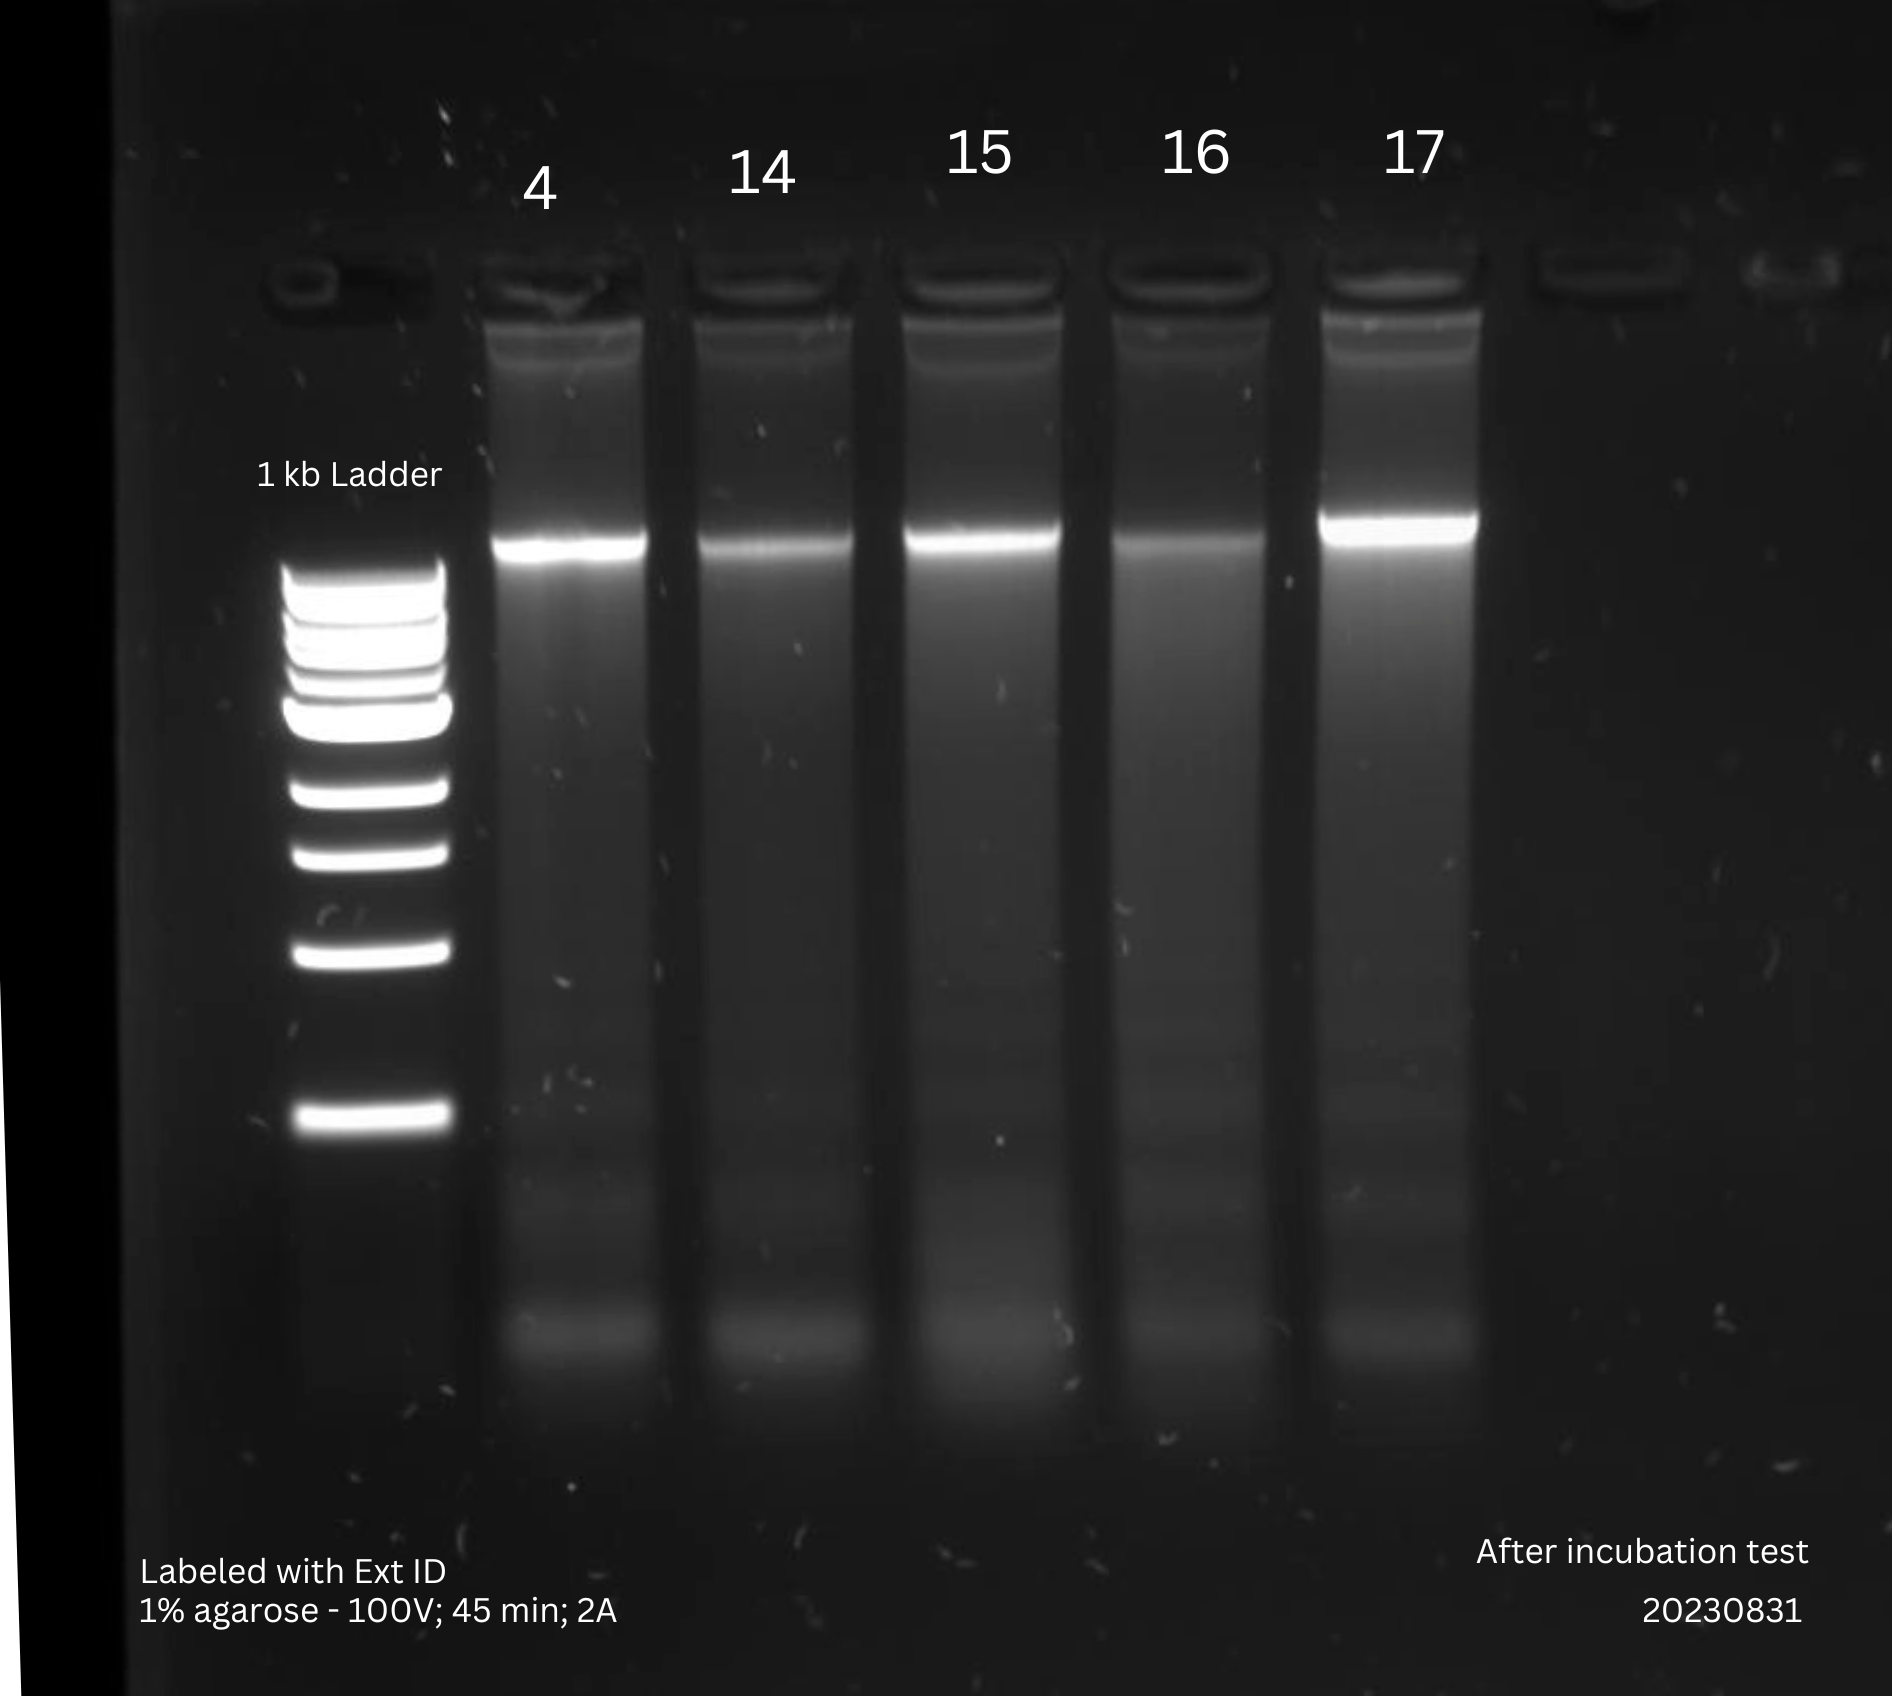 4 14 15 16 17
1 kb Ladder
Labeled with Ext ID
1% agarose - 100V; 45 min; 2A
After incubation test
20230831